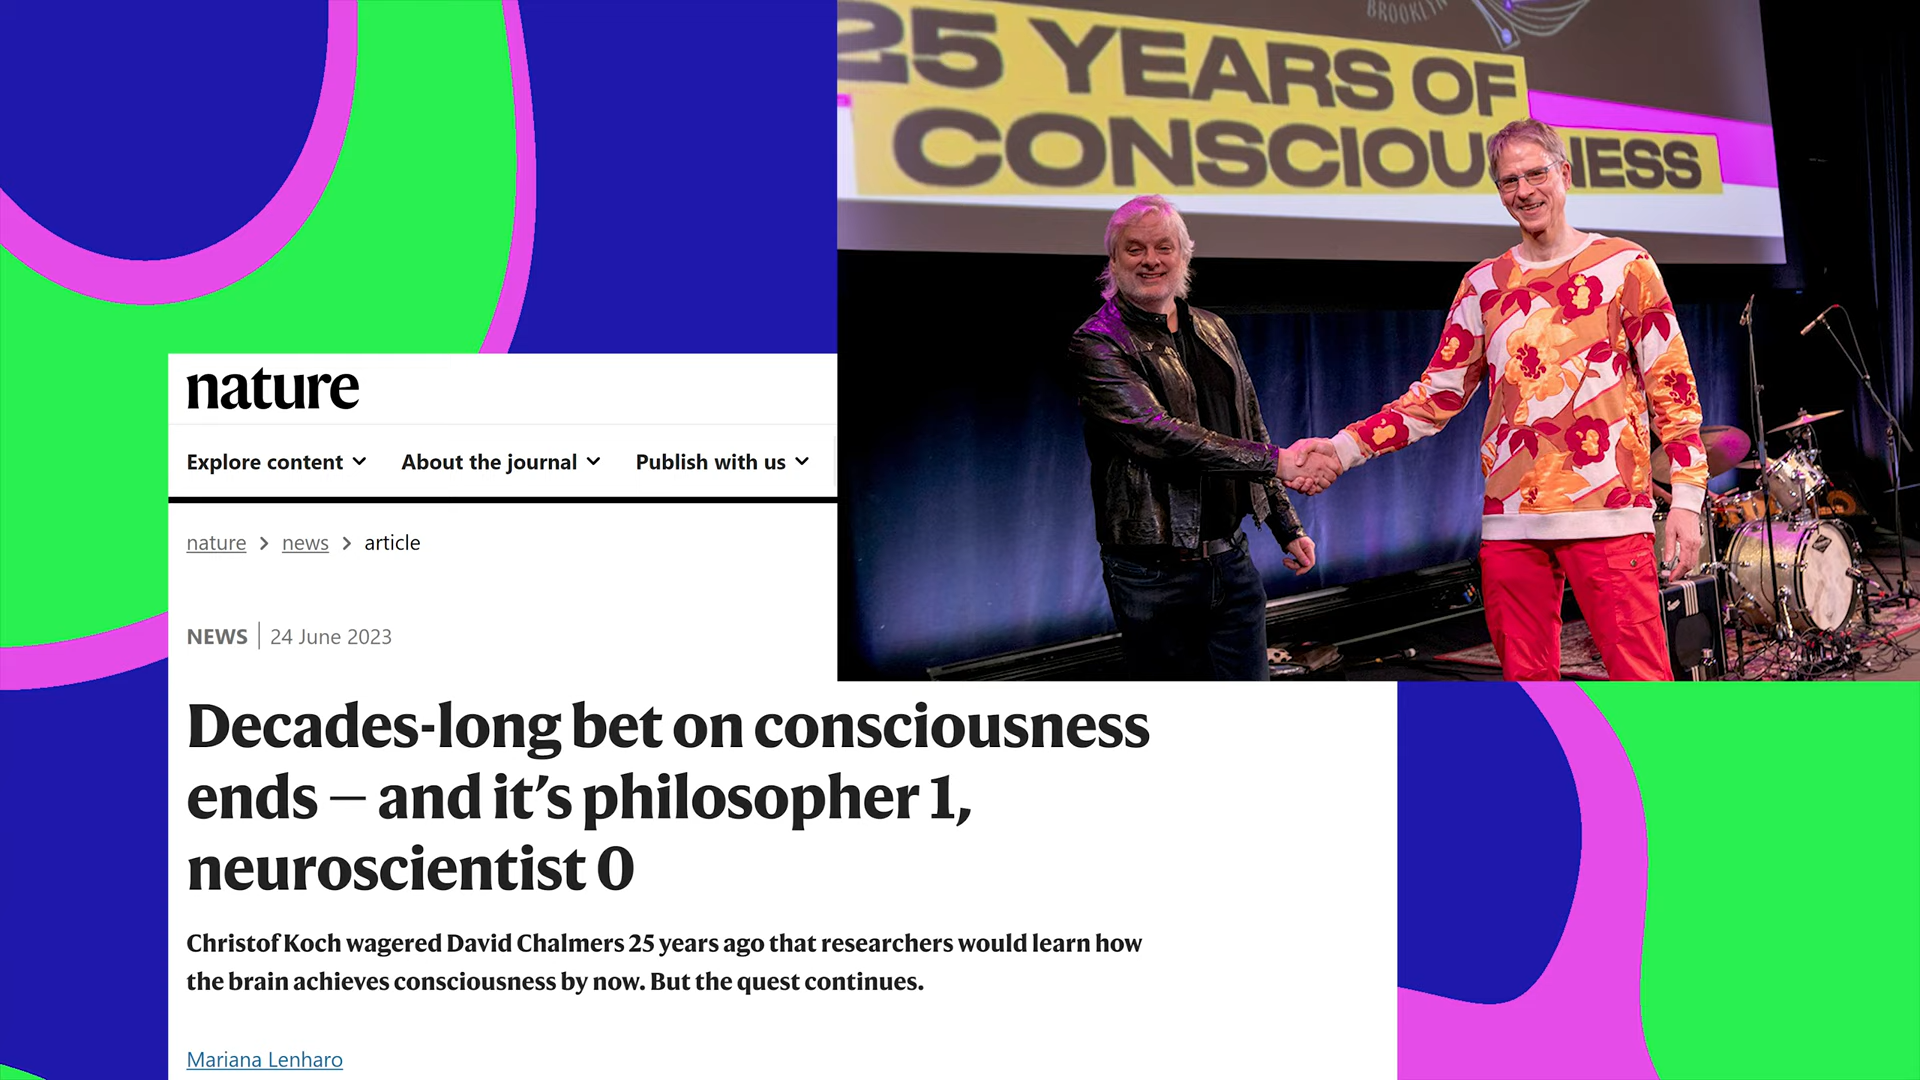 BROOKLYN
25 YEARS OF
CONSCIOUSNESS
nature
Explore content
About the journal
Publish with us
nature > news > article
NEWS | 24 June 2023
Decades-long bet on consciousness
ends — and it’s philosopher 1,
neuroscientist 0
Christof Koch wagered David Chalmers 25 years ago that researchers would learn how
the brain achieves consciousness by now. But the quest continues.
Mariana Lenharo